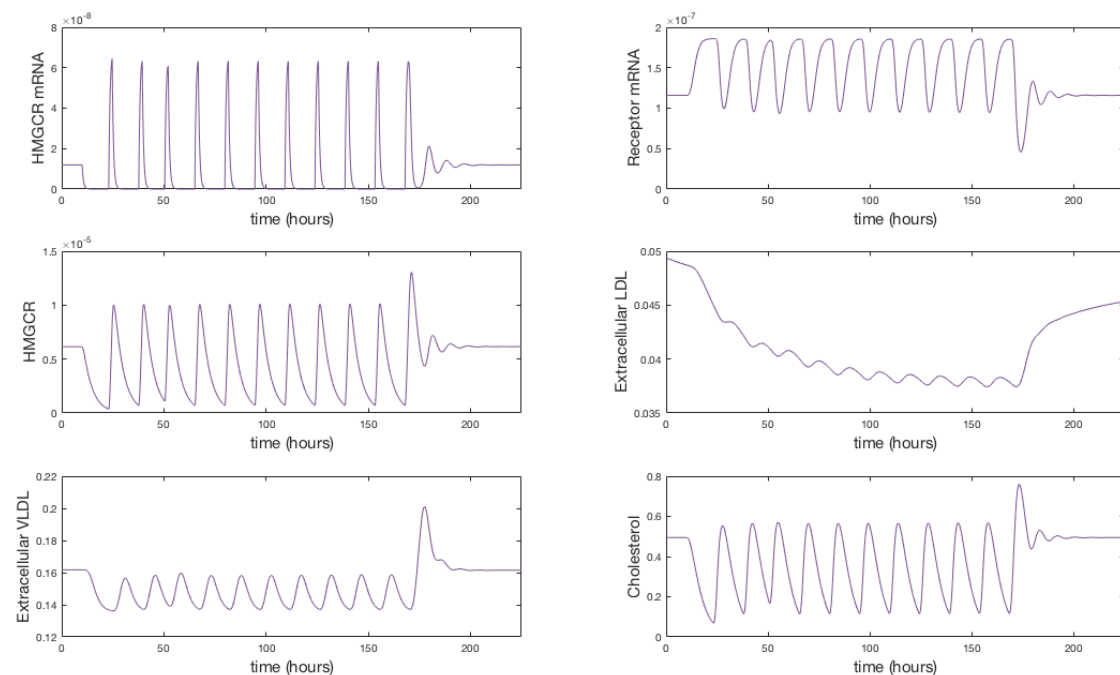 ×10⁻⁸
8
6
4
2
0
HMGCR mRNA
0 50 100 150 200
time (hours)
×10⁻⁷
2
1.5
1
0.5
0
Receptor mRNA
0 50 100 150 200
time (hours)
×10⁻⁵
1.5
1
0.5
0
HMGCR
0 50 100 150 200
time (hours)
0.05
0.045
0.04
0.035
Extracellular LDL
0 50 100 150 200
time (hours)
0.22
0.2
0.18
0.16
0.14
0.12
Extracellular VLDL
0 50 100 150 200
time (hours)
0.8
0.6
0.4
0.2
0
Cholesterol
0 50 100 150 200
time (hours)